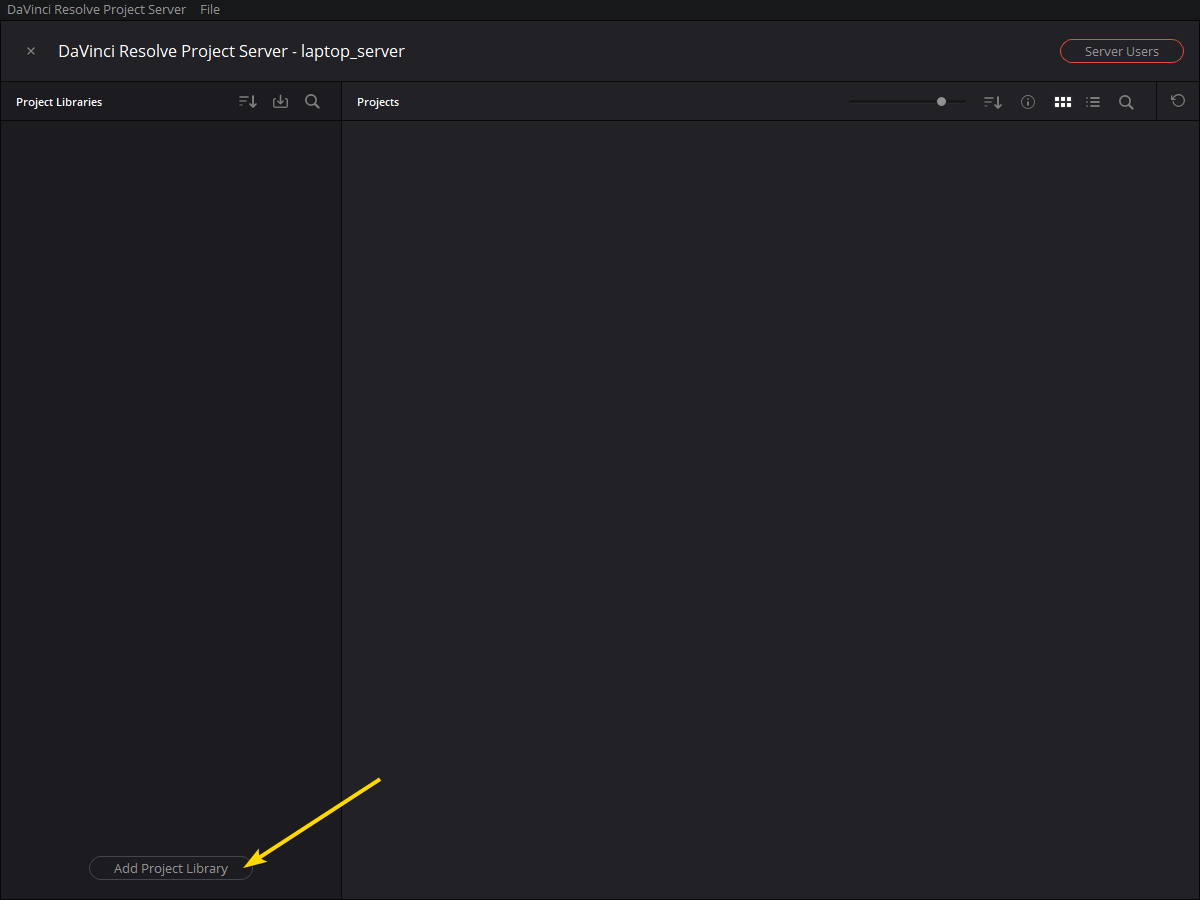 DaVinci Resolve Project Server File
DaVinci Resolve Project Server - laptop_server
Server Users
Project Libraries
Projects
Add Project Library